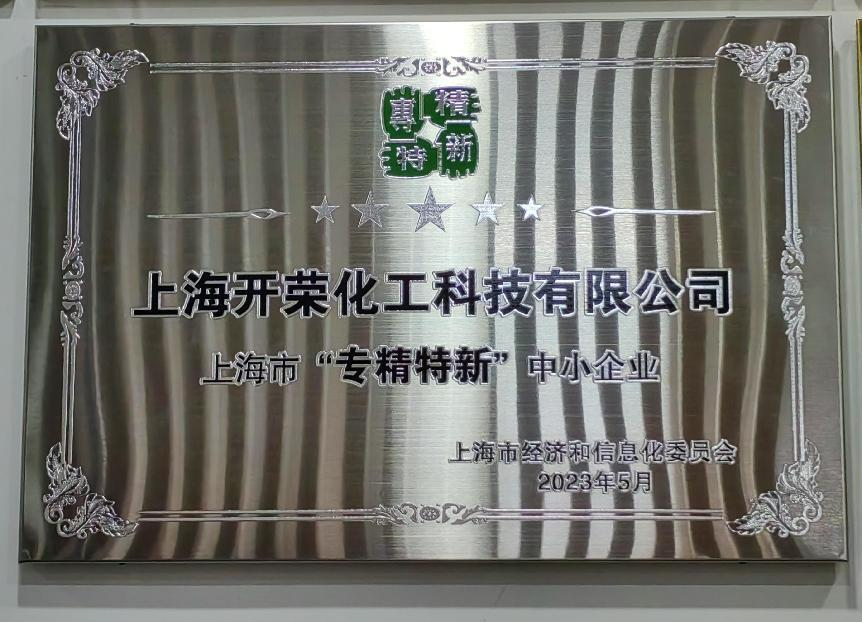 專精
特新
上海开荣化工科技有限公司
上海市“专精特新”中小企业
上海市经济和信息化委员会
2023年5月